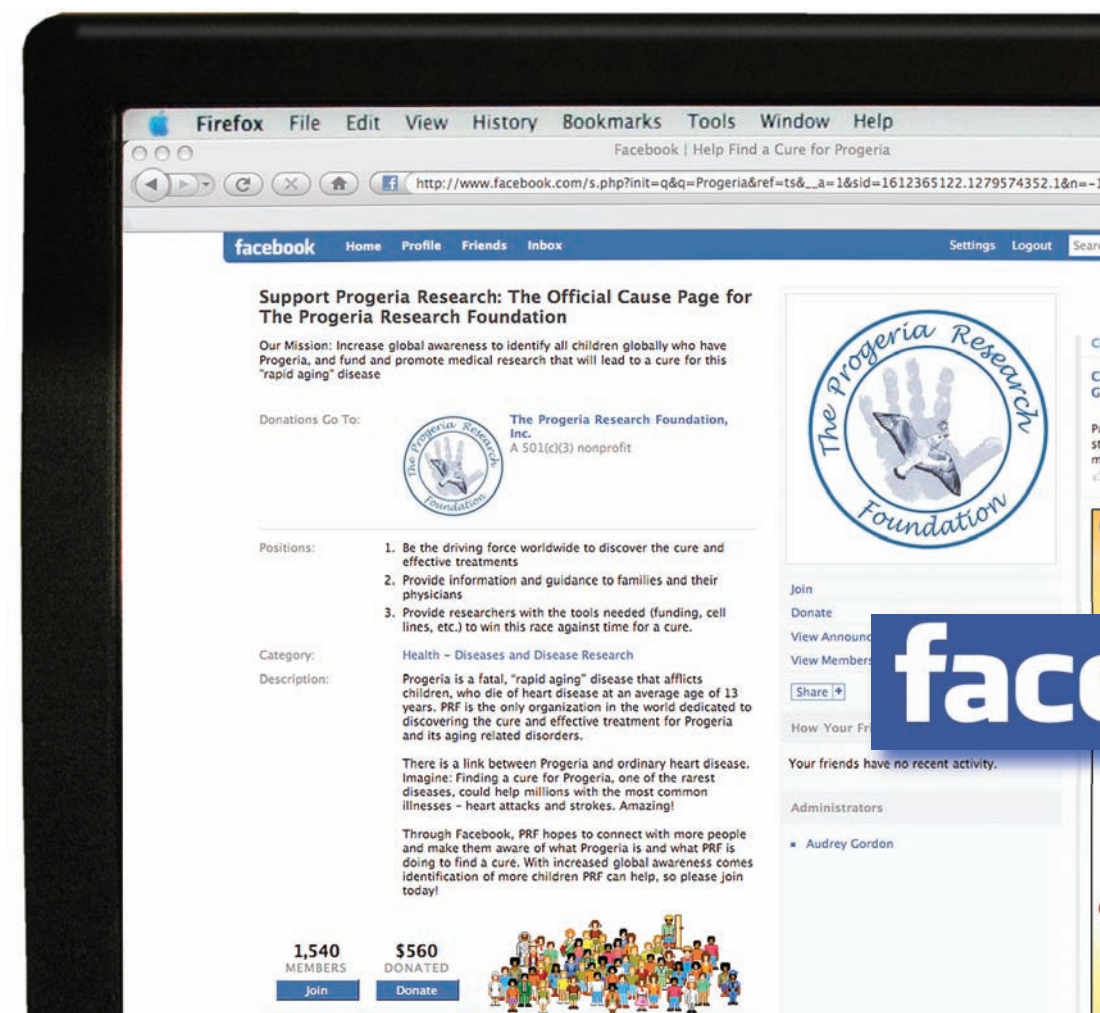 Firefox File Edit View History Bookmarks Tools Window Help
Facebook | Help Find a Cure for Progeria
http://www.facebook.com/s.php?init=q&q=Progeria&ref=ts&__a=1&sid=1612365122.1279574352.1&n=-1
facebook Home Profile Friends Inbox Settings Logout
Support Progeria Research: The Official Cause Page for
The Progeria Research Foundation
Our Mission: Increase global awareness to identify all children globally who have
Progeria, and fund and promote medical research that will lead to a cure for this
"rapid aging" disease
Donations Go To:
The Progeria Research
Foundation
The Progeria Research Foundation,
Inc.
A 501(c)(3) nonprofit
Positions:
1. Be the driving force worldwide to discover the cure and
effective treatments
2. Provide information and guidance to families and their
physicians
3. Provide researchers with the tools needed (funding, cell
lines, etc.) to win this race against time for a cure.
Category: Health – Diseases and Disease Research
Description: Progeria is a fatal, "rapid aging" disease that afflicts
children, who die of heart disease at an average age of 13
years. PRF is the only organization in the world dedicated to
discovering the cure and effective treatment for Progeria
and its aging related disorders.
There is a link between Progeria and ordinary heart disease.
Imagine: Finding a cure for Progeria, one of the rarest
diseases, could help millions with the most common
illnesses – heart attacks and strokes. Amazing!
Through Facebook, PRF hopes to connect with more people
and make them aware of what Progeria is and what PRF is
doing to find a cure. With increased global awareness comes
identification of more children PRF can help, so please join
today!
1,540 $560
MEMBERS DONATED
Join Donate
The Progeria Research
Foundation
Join
Donate
View Announc
View Members
Share +
How Your Fri
Your friends have no recent activity.
Administrators
Audrey Gordon
face